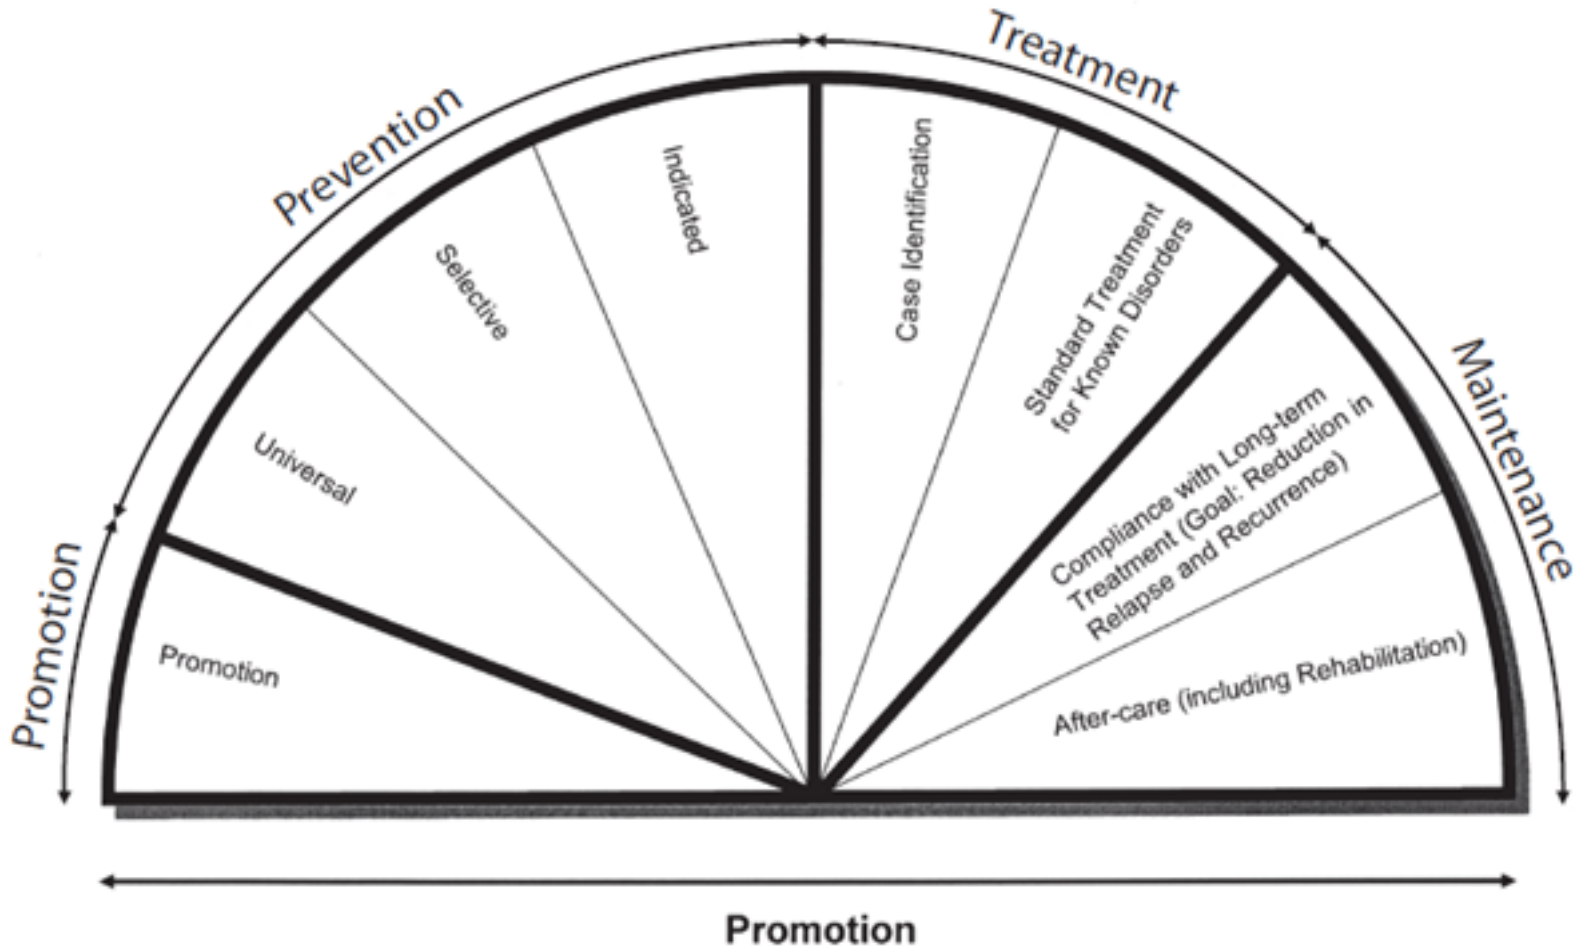 Promotion
Prevention
Treatment
Maintenance
Promotion
Universal
Selective
Indicated
Case Identification
Standard Treatment
for Known Disorders
Compliance with Long-term
Treatment (Goal: Reduction in
Relapse and Recurrence)
After-care (including Rehabilitation)
Promotion